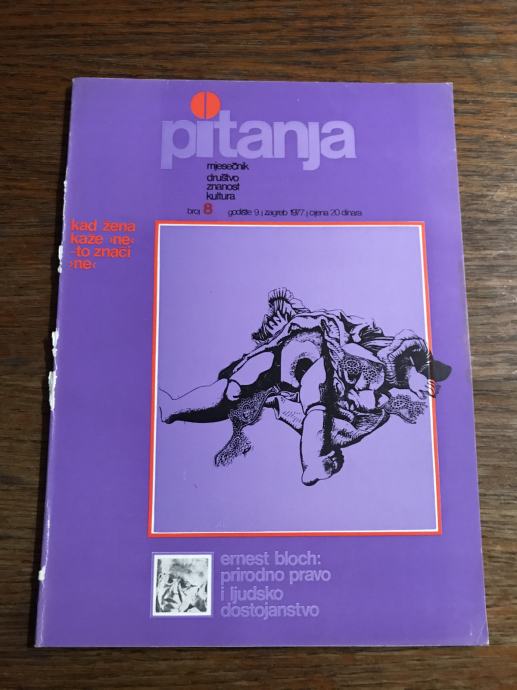 pitanja
mjesečnik
društvo
znanost
kultura
broj 8 godište 9. zagreb 1977. cijena 20 dinara
kad žena
kaže ›ne‹
–to znači
›ne‹
ernest bloch:
prirodno pravo
i ljudsko
dostojanstvo